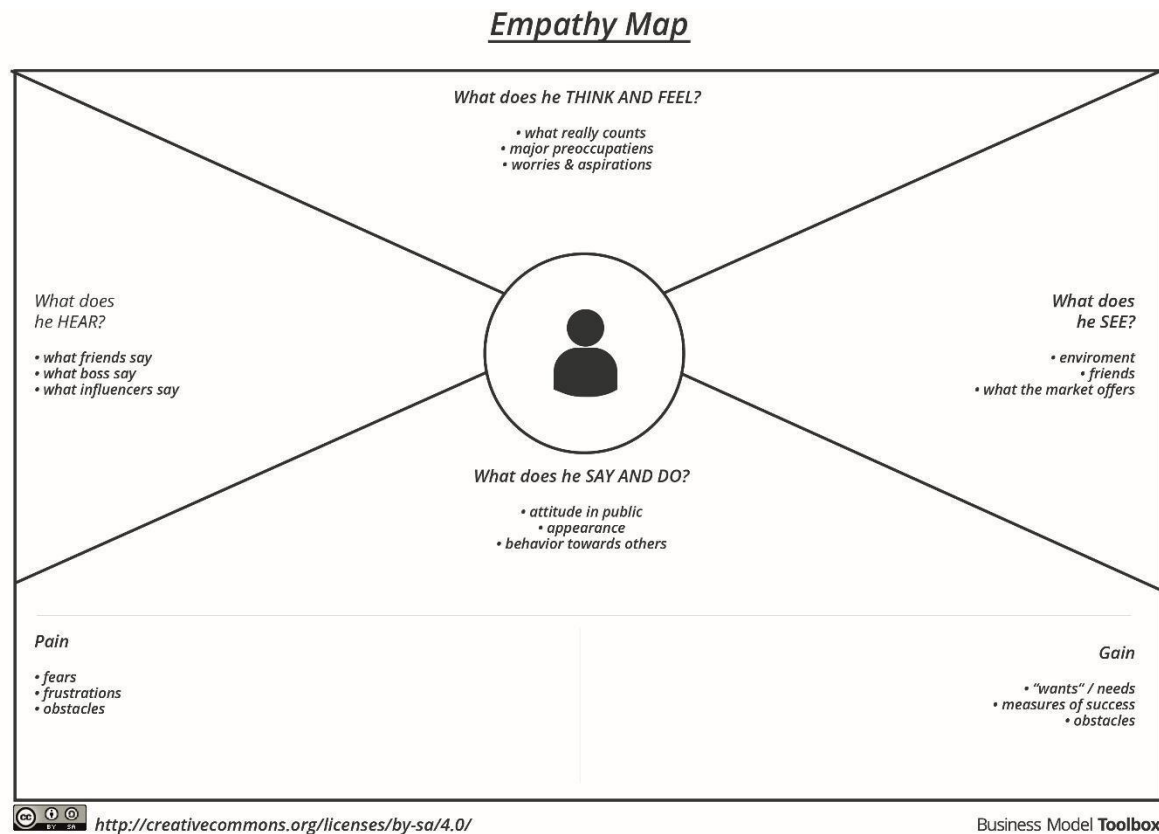 Empathy Map
What does he THINK AND FEEL?
• what really counts
• major preoccupatiens
• worries & aspirations
What does
he HEAR?
• what friends say
• what boss say
• what influencers say
What does
he SEE?
• enviroment
• friends
• what the market offers
What does he SAY AND DO?
• attitude in public
• appearance
• behavior towards others
Pain
• fears
• frustrations
• obstacles
Gain
• “wants“ / needs
• measures of success
• obstacles
cc BY SA
http://creativecommons.org/licenses/by-sa/4.0/
Business Model Toolbox